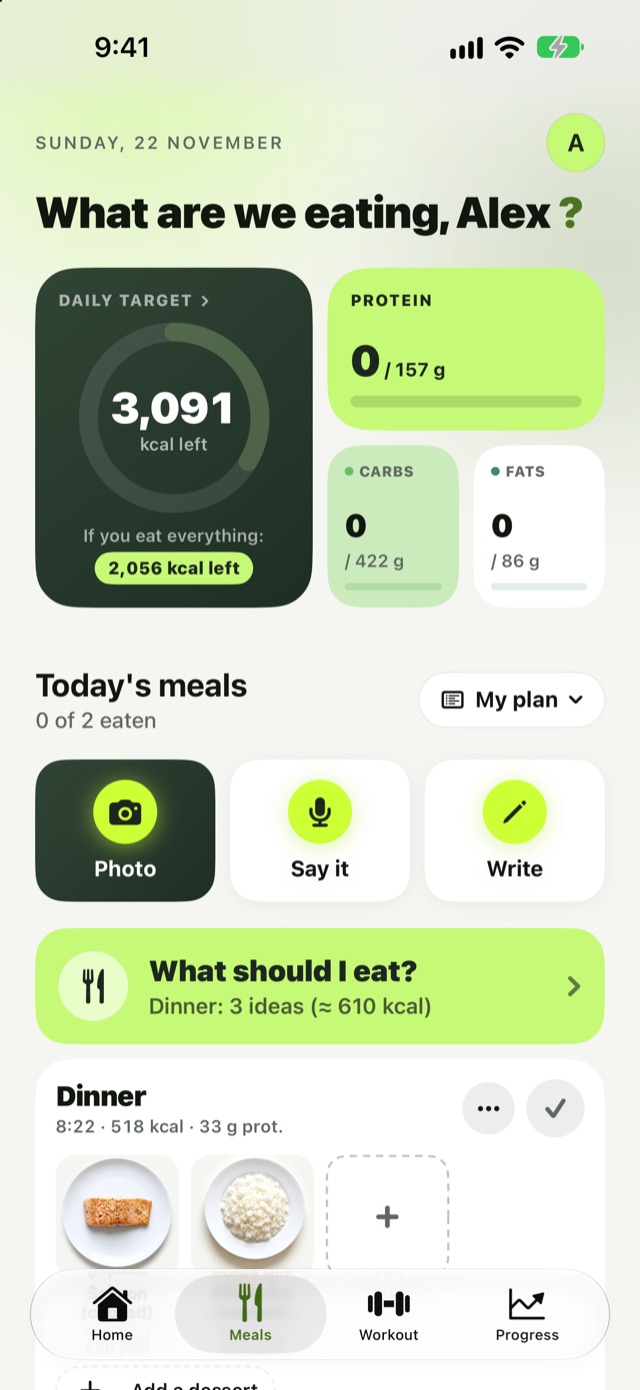 9:41
SUNDAY, 22 NOVEMBER
A
What are we eating, Alex ?
DAILY TARGET
3,091
kcal left
If you eat everything:
2,056 kcal left
PROTEIN
0 / 157 g
CARBS
0
/ 422 g
FATS
0
/ 86 g
Today's meals
0 of 2 eaten
My plan
Photo
Say it
Write
What should I eat?
Dinner: 3 ideas (≈ 610 kcal)
Dinner
8:22 · 518 kcal · 33 g prot.
Home
Meals
Workout
Progress
Add a dessert